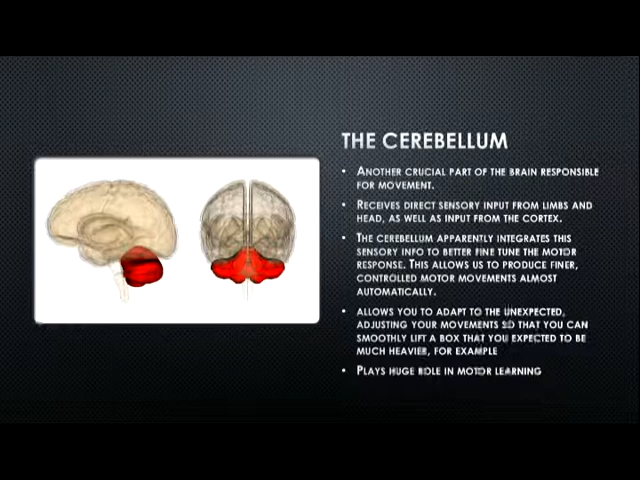 THE CEREBELLUM
• ANOTHER CRUCIAL PART OF THE BRAIN RESPONSIBLE
FOR MOVEMENT.
• RECEIVES DIRECT SENSORY INPUT FROM LIMBS AND
HEAD, AS WELL AS INPUT FROM THE CORTEX.
• THE CEREBELLUM APPARENTLY INTEGRATES THIS
SENSORY INFO TO BETTER FINE TUNE THE MOTOR
RESPONSE. THIS ALLOWS US TO PRODUCE FINER,
CONTROLLED MOTOR MOVEMENTS ALMOST
AUTOMATICALLY.
• ALLOWS YOU TO ADAPT TO THE UNEXPECTED,
ADJUSTING YOUR MOVEMENTS SO THAT YOU CAN
SMOOTHLY LIFT A BOX THAT YOU EXPECTED TO BE
MUCH HEAVIER, FOR EXAMPLE
• PLAYS HUGE ROLE IN MOTOR LEARNING